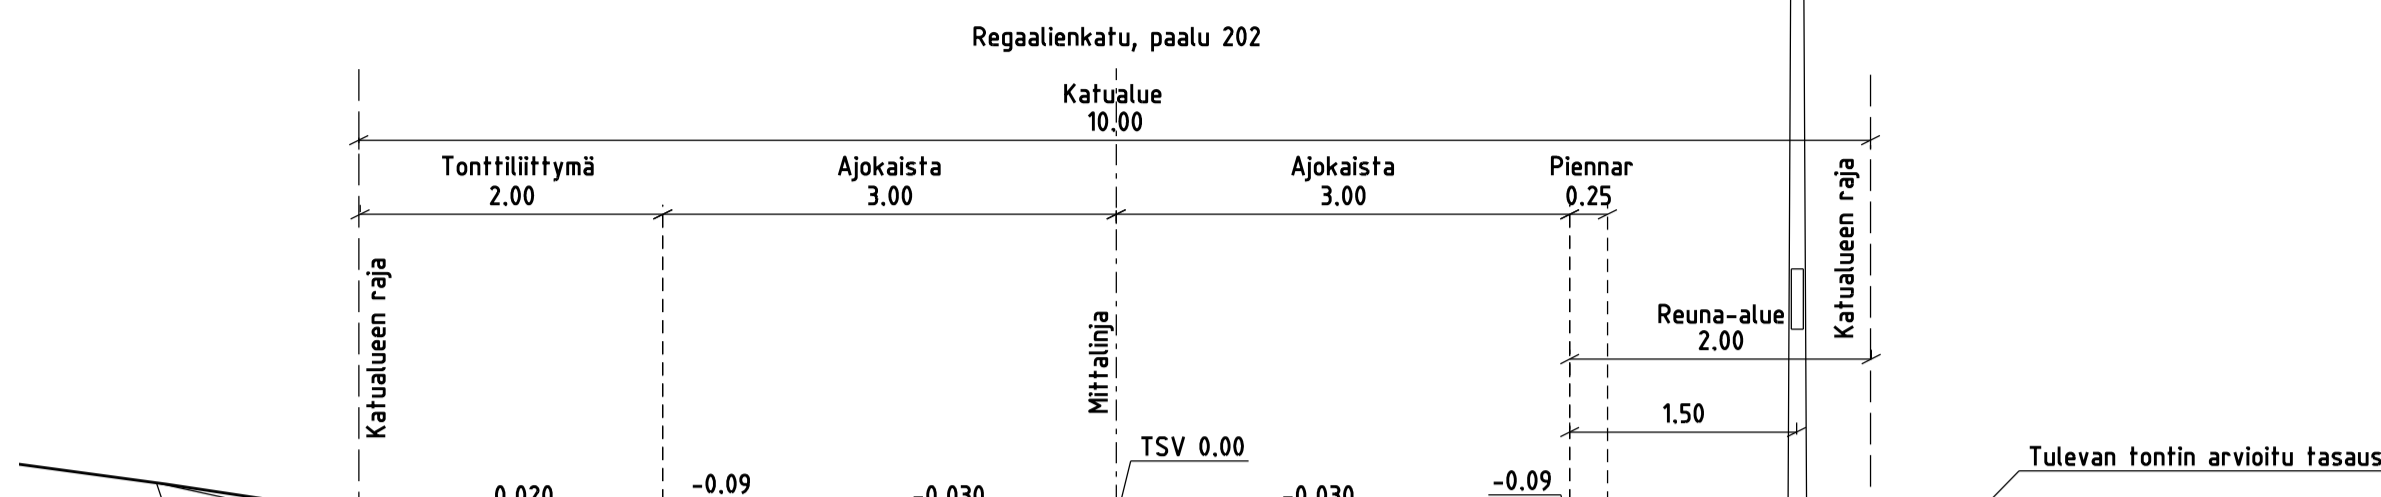 Regaalienkatu, paalu 202
Katualue
10.00
Tonttiliittymä
2.00
Ajokaista
3.00
Ajokaista
3.00
Piennar
0.25
Katualueen raja
Katualueen raja
Mittalinja
Reuna-alue
2.00
1.50
TSV 0.00
Tulevan tontin arvioitu tasaus
-0.09
-0.09
0.020
-0.030
-0.030